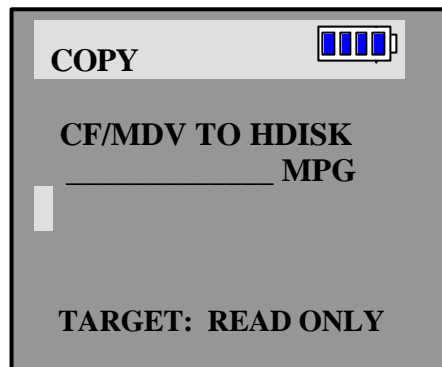 COPY
CF/MDV TO HDISK
_____________ MPG
TARGET: READ ONLY